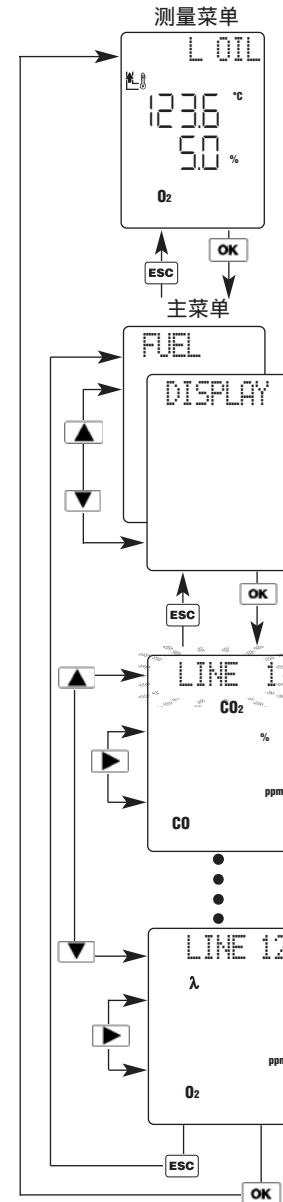 测量菜单
L OIL
123.6 °C
5.0 %
O₂
ESC
OK
主菜单
FUEL
DISPLAY
ESC
OK
LINE 1
CO₂
%
ppm
CO
LINE 12
λ
ppm
O₂
ESC
OK